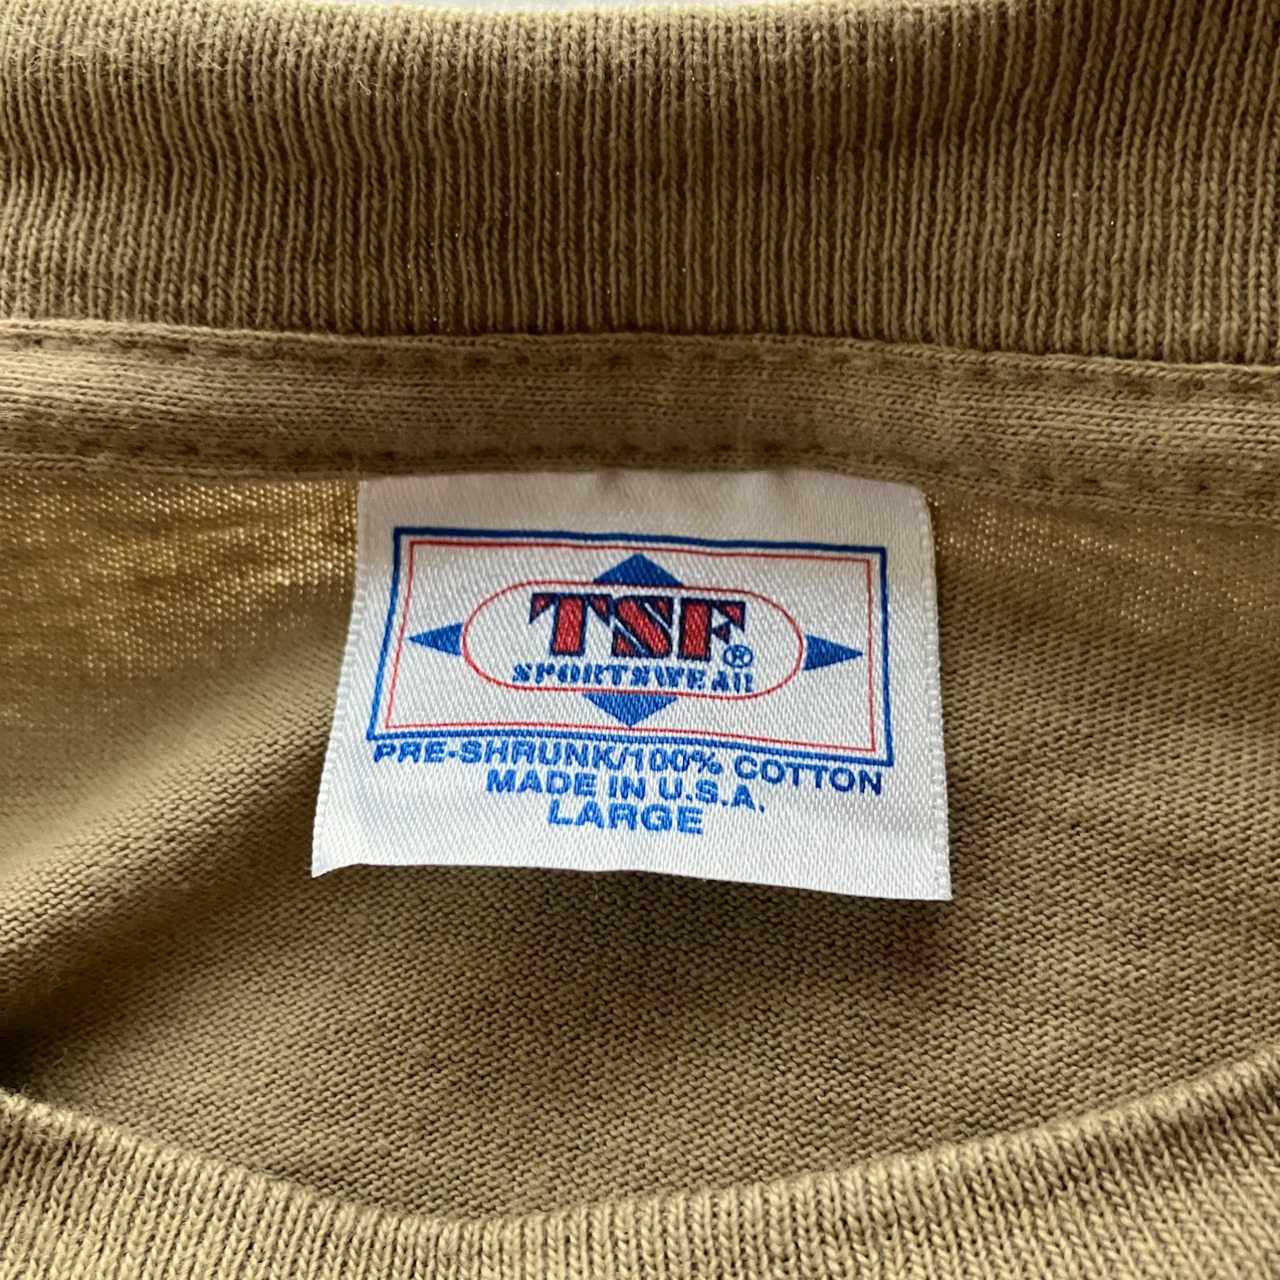 TSF®
SPORTSWEAR
PRE-SHRUNK/100% COTTON
MADE IN U.S.A.
LARGE